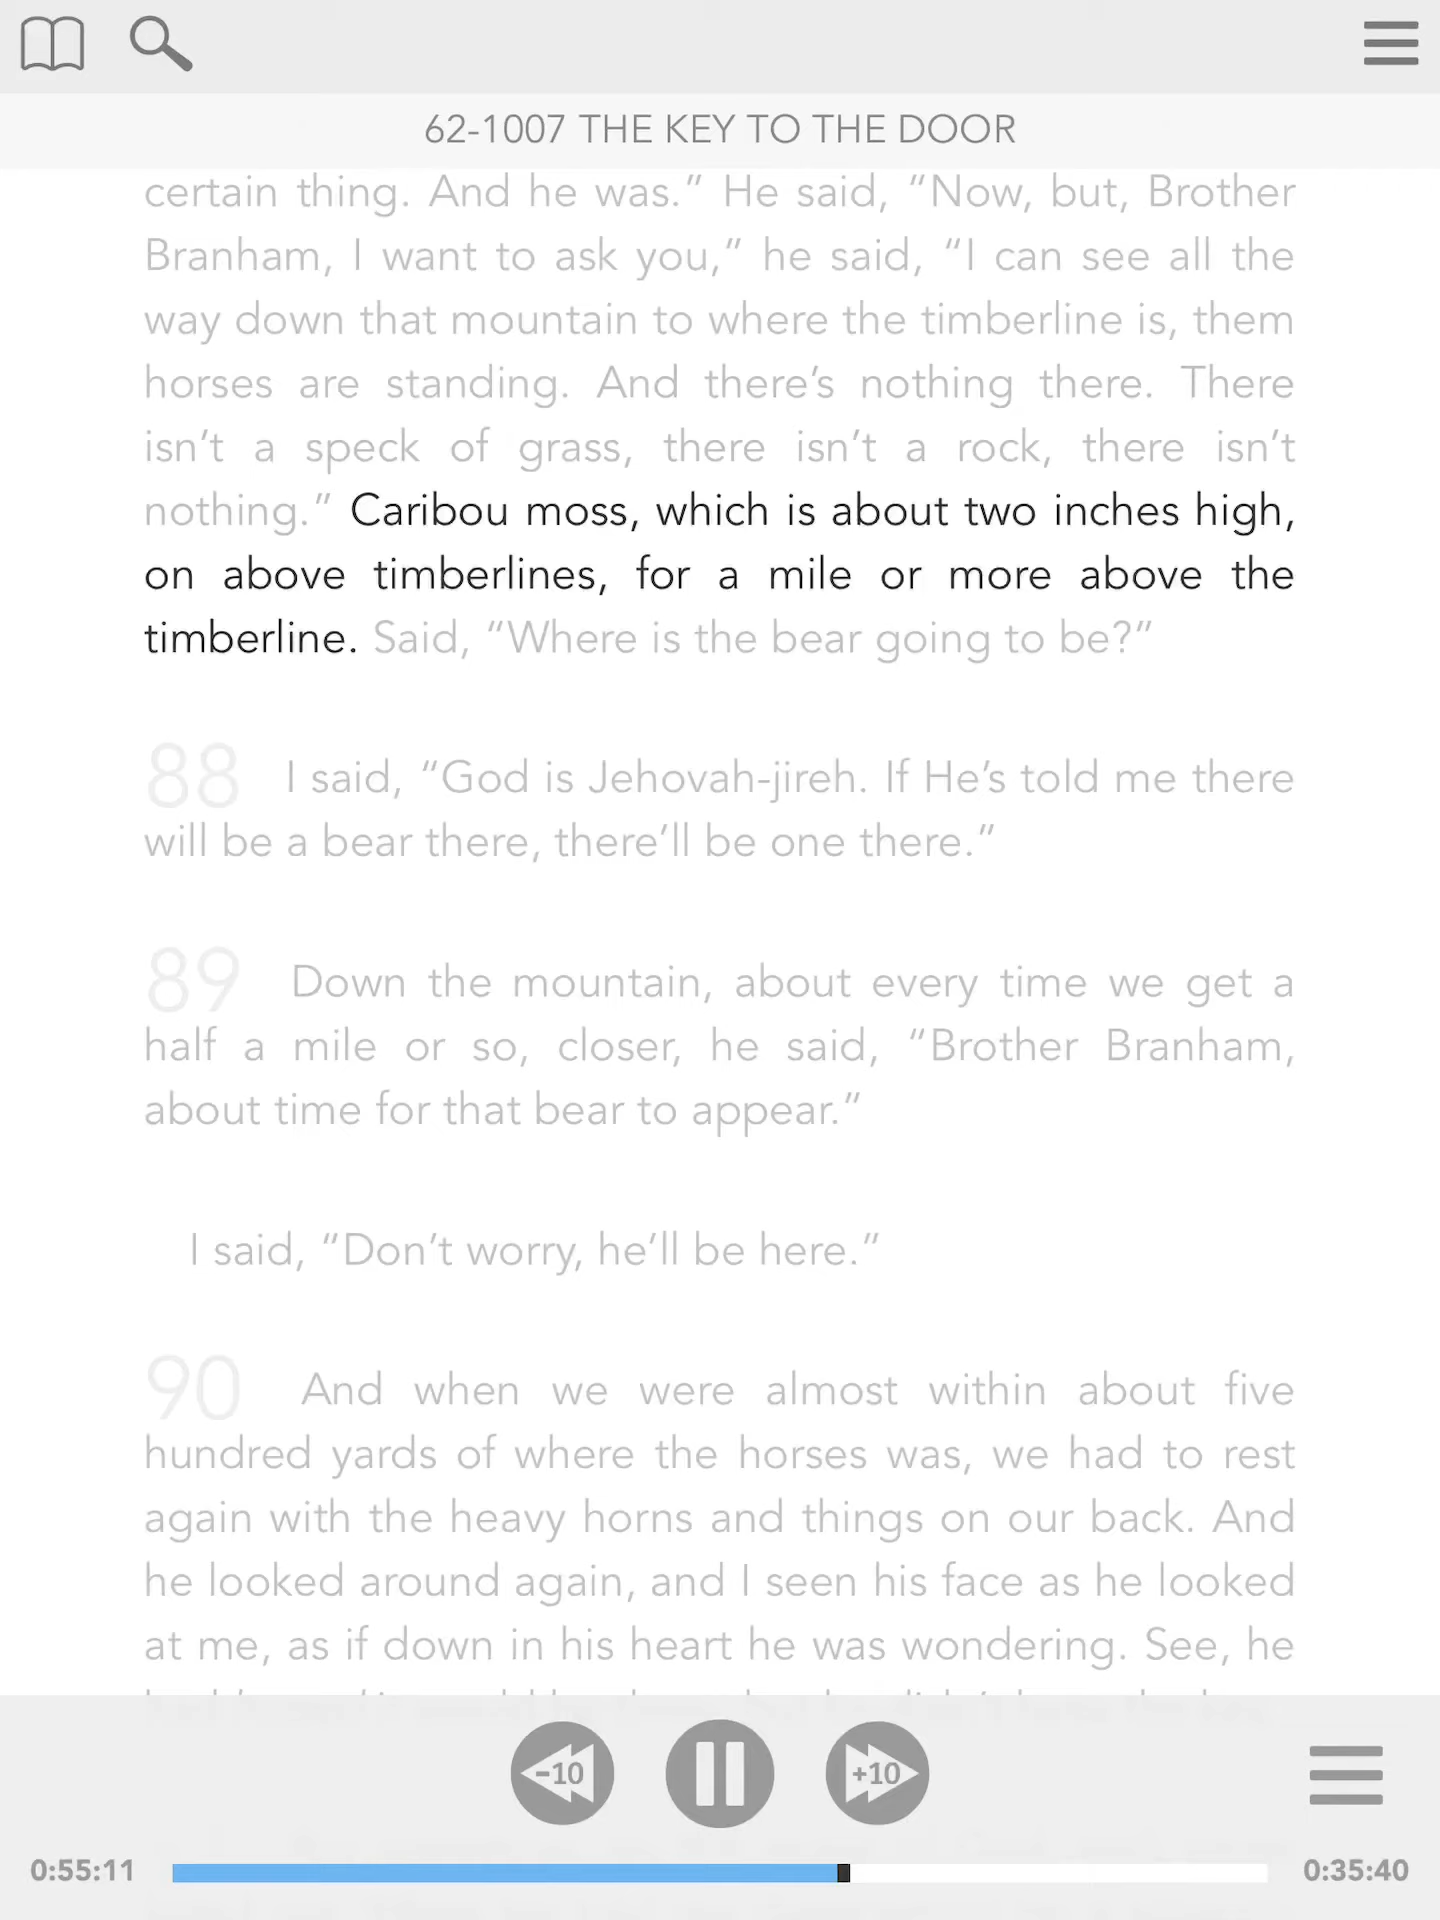 62-1007 THE KEY TO THE DOOR
certain thing. And he was.” He said, “Now, but, Brother
Branham, I want to ask you,” he said, “I can see all the
way down that mountain to where the timberline is, them
horses are standing. And there’s nothing there. There
isn’t a speck of grass, there isn’t a rock, there isn’t
nothing.” Caribou moss, which is about two inches high,
on above timberlines, for a mile or more above the
timberline. Said, “Where is the bear going to be?”
88 I said, “God is Jehovah-jireh. If He’s told me there
will be a bear there, there’ll be one there.”
89 Down the mountain, about every time we get a
half a mile or so, closer, he said, “Brother Branham,
about time for that bear to appear.”
I said, “Don’t worry, he’ll be here.”
90 And when we were almost within about five
hundred yards of where the horses was, we had to rest
again with the heavy horns and things on our back. And
he looked around again, and I seen his face as he looked
at me, as if down in his heart he was wondering. See, he
-10 +10
0:55:11 0:35:40